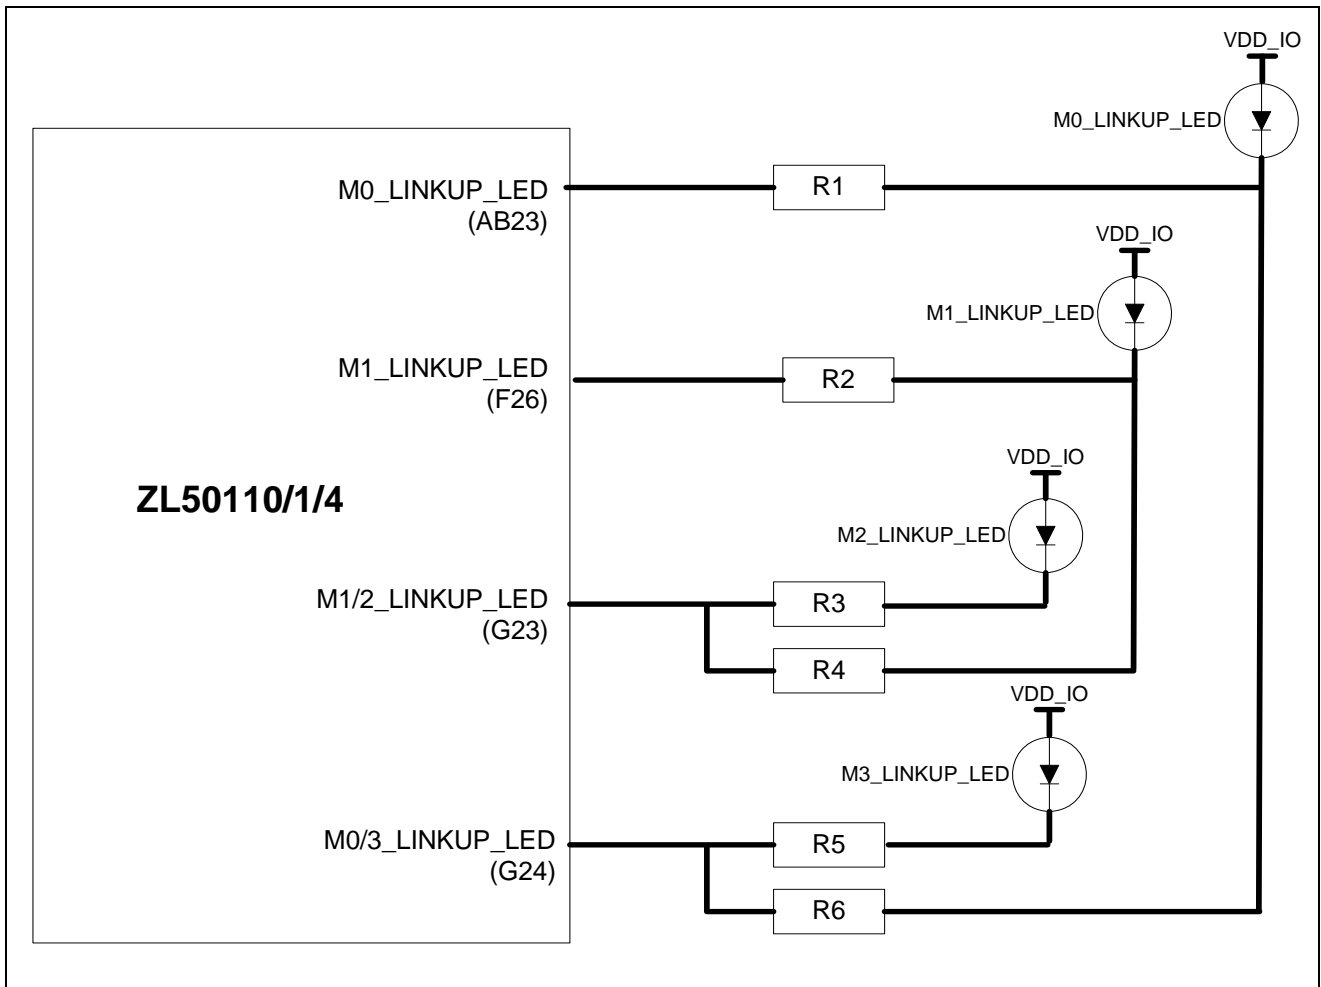 VDD_IO
M0_LINKUP_LED
M0_LINKUP_LED
(AB23)
R1
VDD_IO
M1_LINKUP_LED
M1_LINKUP_LED
(F26)
R2
VDD_IO
ZL50110/1/4
M2_LINKUP_LED
M1/2_LINKUP_LED
(G23)
R3
R4
VDD_IO
M3_LINKUP_LED
M0/3_LINKUP_LED
(G24)
R5
R6